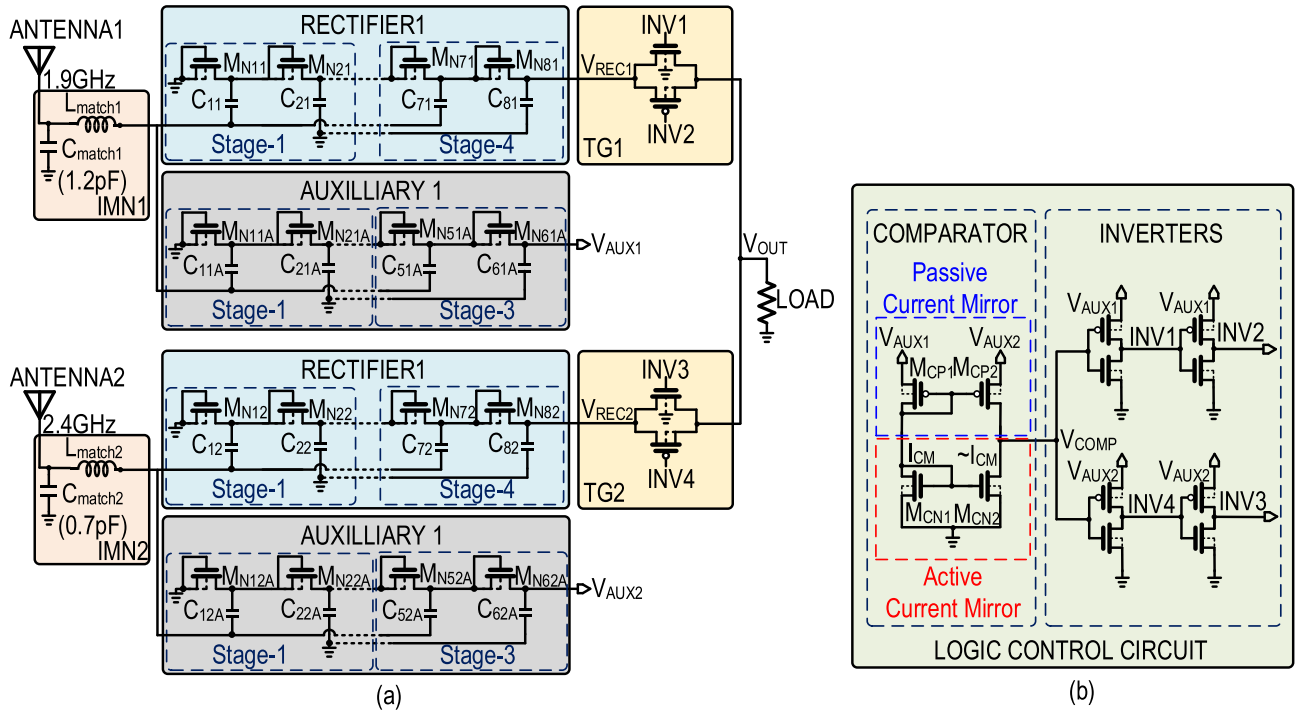 ANTENNA1
1.9GHz
Lmatch1
Cmatch1
(1.2pF)
IMN1
RECTIFIER1
MN11
MN21
MN71
MN81
C11
C21
C71
C81
Stage-1
Stage-4
VREC1
INV1
INV2
TG1
AUXILLIARY 1
MN11A
MN21A
MN51A
MN61A
C11A
C21A
C51A
C61A
Stage-1
Stage-3
VAUX1
VOUT
LOAD
ANTENNA2
2.4GHz
Lmatch2
Cmatch2
(0.7pF)
IMN2
RECTIFIER1
MN12
MN22
MN72
MN82
C12
C22
C72
C82
Stage-1
Stage-4
VREC2
INV3
INV4
TG2
AUXILLIARY 1
MN12A
MN22A
MN52A
MN62A
C12A
C22A
C52A
C62A
Stage-1
Stage-3
VAUX2
(a)
COMPARATOR
Passive
Current Mirror
VAUX1
VAUX2
MCP1
MCP2
ICM
~ICM
MCN1
MCN2
Active
Current Mirror
VCOMP
INVERTERS
VAUX1
VAUX1
INV1
INV2
VAUX2
VAUX2
INV4
INV3
LOGIC CONTROL CIRCUIT
(b)